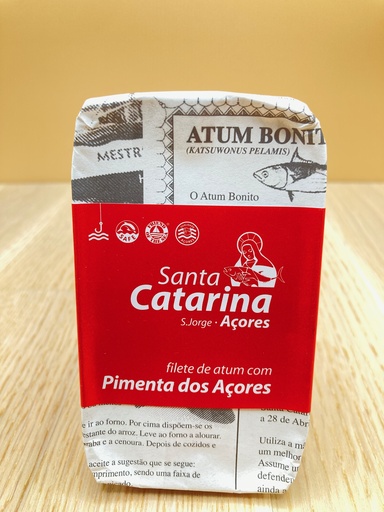 MESTR
ATUM BONIT
(KATSUWONUS PELAMIS)
O Atum Bonito
Santa
Catarina
S.Jorge · Açores
filete de atum com
Pimenta dos Açores
e ir ao forno. Por cima dispõem-se os
estante do arroz. Leve ao forno a alourar.
raba e a cenoura. Depois de cozidos e
aceite a sugestão que se segue:
primento, sendo uma faixa de
a 28 de Abr
Utiliza a m
um melhor
Assume u
defende
ainda